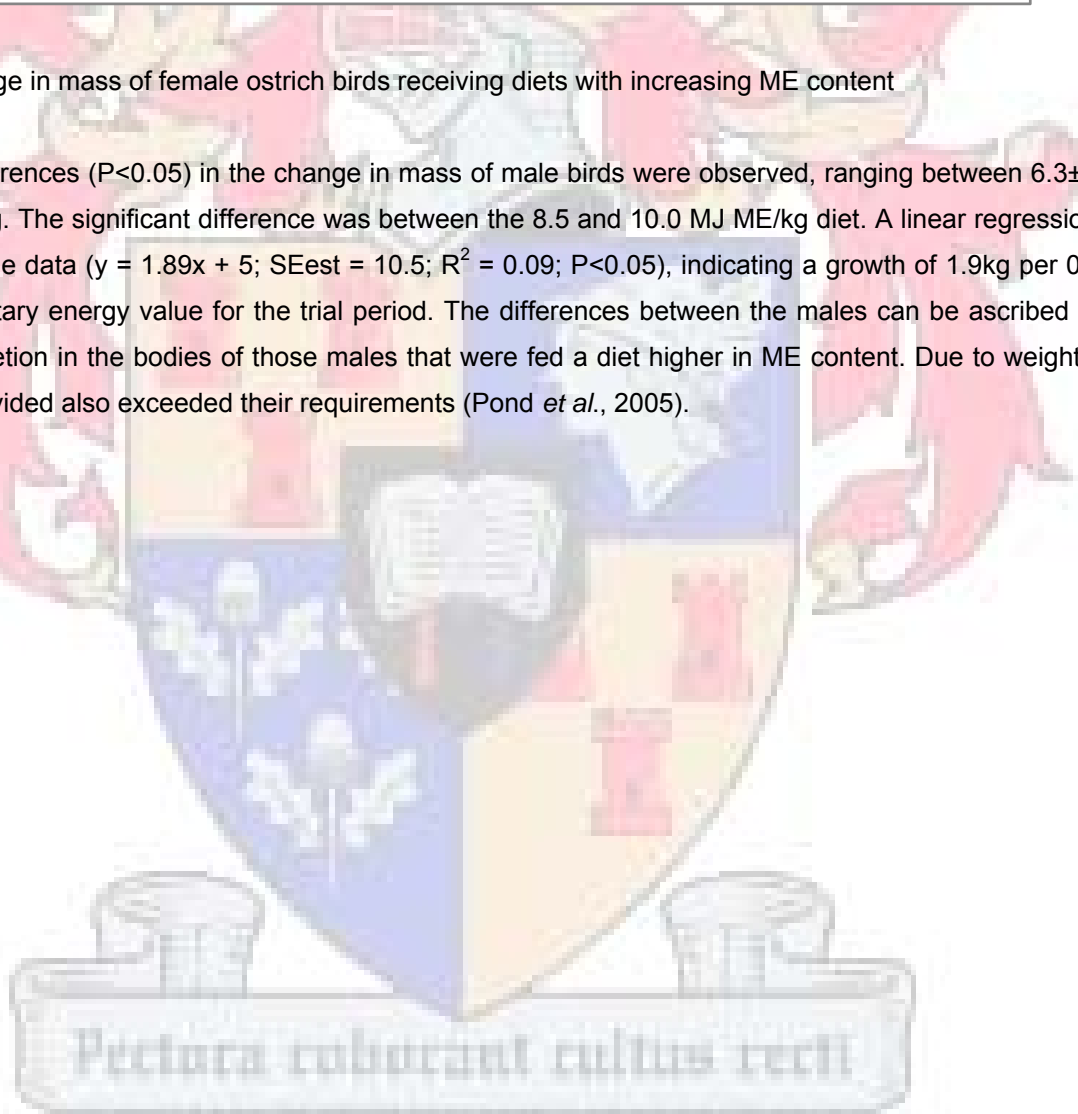 ge in mass of female ostrich birds receiving diets with increasing ME content
rences (P<0.05) in the change in mass of male birds were observed, ranging between 6.3±
. The significant difference was between the 8.5 and 10.0 MJ ME/kg diet. A linear regressio
e data (y = 1.89x + 5; SEest = 10.5; R² = 0.09; P<0.05), indicating a growth of 1.9kg per 0
tary energy value for the trial period. The differences between the males can be ascribed
etion in the bodies of those males that were fed a diet higher in ME content. Due to weight
vided also exceeded their requirements (Pond et al., 2005).
Pectora roborant cultus recti